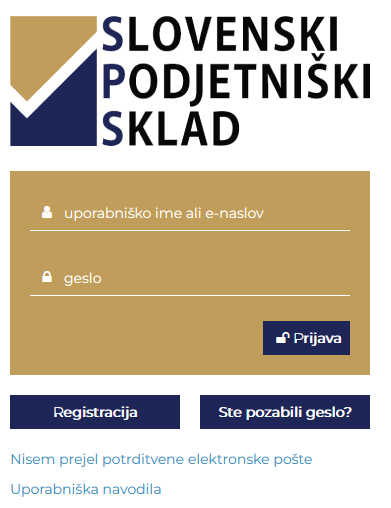 SLOVENSKI
PODJETNIŠKI
SKLAD
uporabniško ime ali e-naslov
geslo
Prijava
Registracija
Ste pozabili geslo?
Nisem prejel potrditvene elektronske pošte
Uporabniška navodila